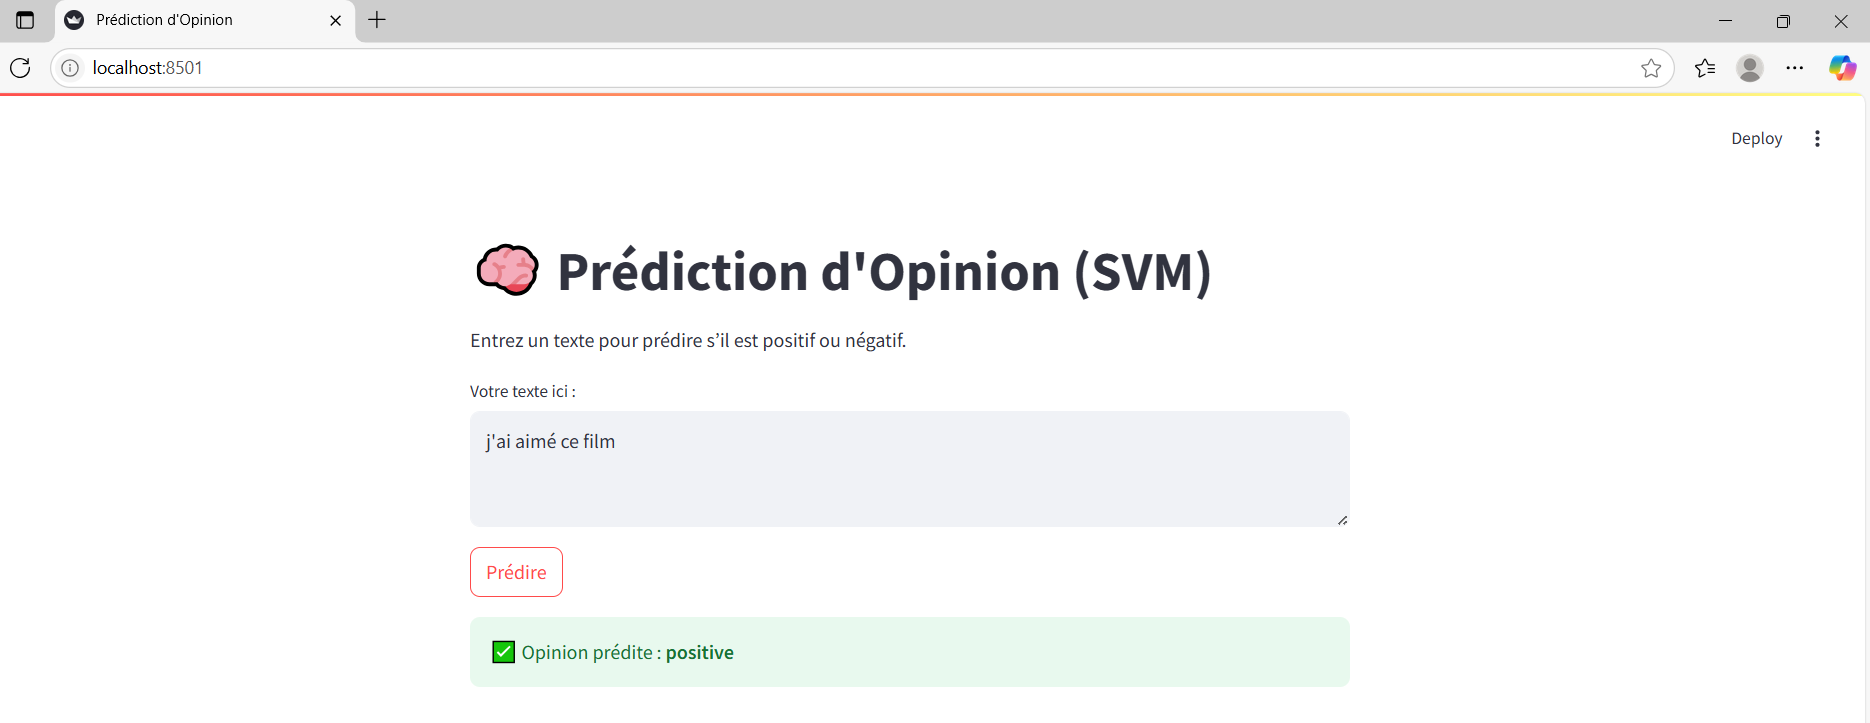 Prédiction d'Opinion
localhost:8501
Deploy
Prédiction d'Opinion (SVM)
Entrez un texte pour prédire s’il est positif ou négatif.
Votre texte ici :
j'ai aimé ce film
Prédire
Opinion prédite : positive